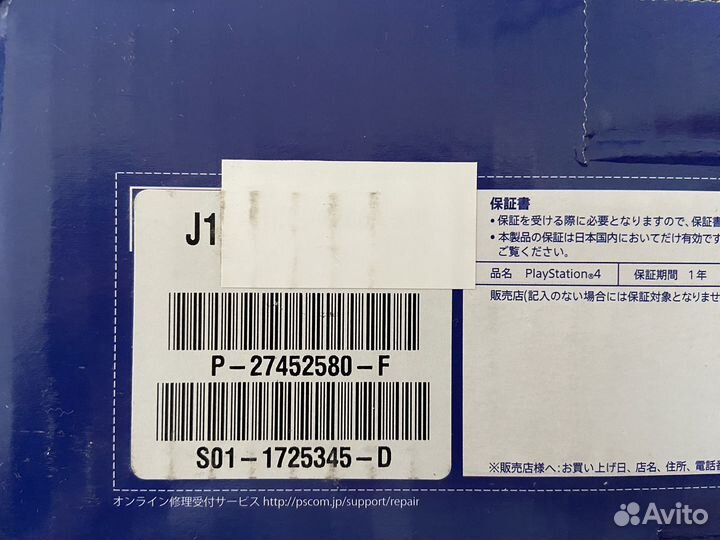 J1
P-27452580-F
S01-1725345-D
オンライン修理受付サービス http://pscom.jp/support/repair
保証書
•保証を受ける際に必要となりますので、保証書
•本製品の保証は日本国内においてだけ有効です
ご覧ください。
品名 PlayStation®4 保証期間 1年
販売店(記入のない場合には保証対象となりませ
※販売店様へ:お買い上げ日、店名、住所、電話番
Avito